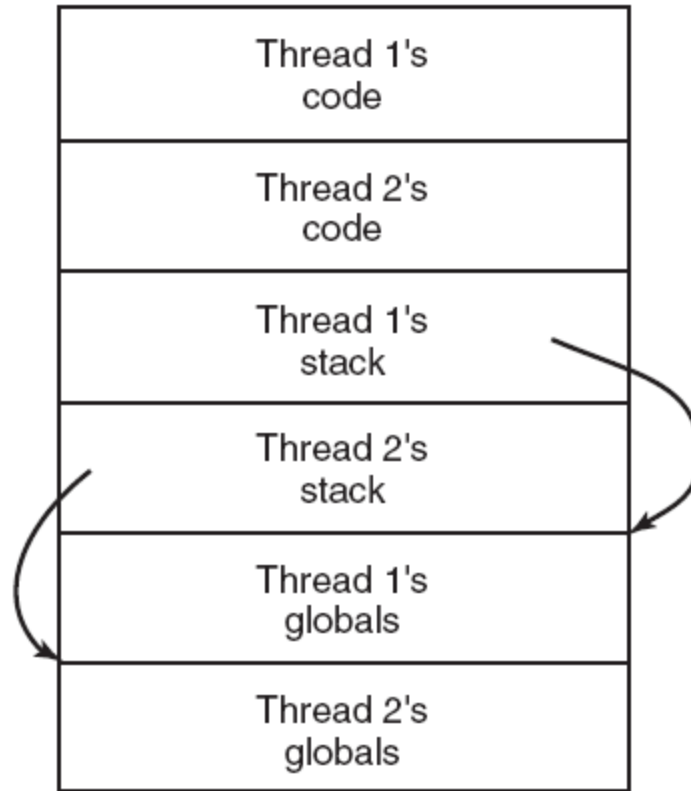 Thread 1's
code
Thread 2's
code
Thread 1's
stack
Thread 2's
stack
Thread 1's
globals
Thread 2's
globals